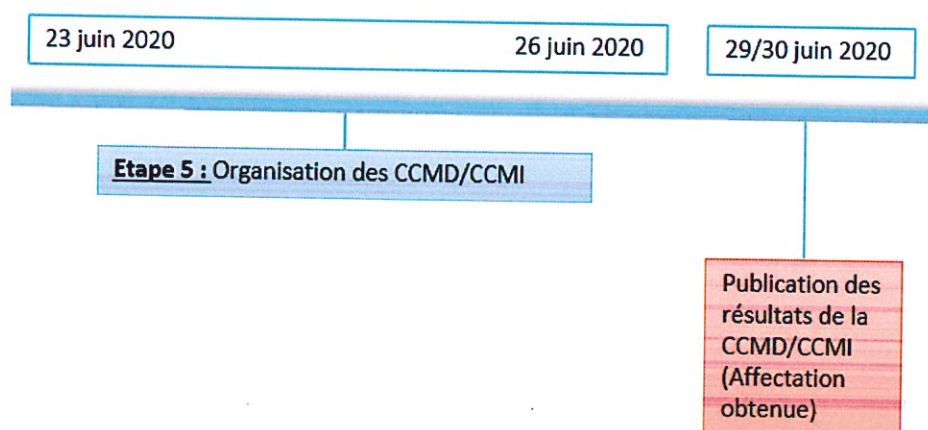 23 juin 2020
26 juin 2020
29/30 juin 2020
Etape 5 : Organisation des CCMD/CCMI
Publication des
résultats de la
CCMD/CCMI
(Affectation
obtenue)